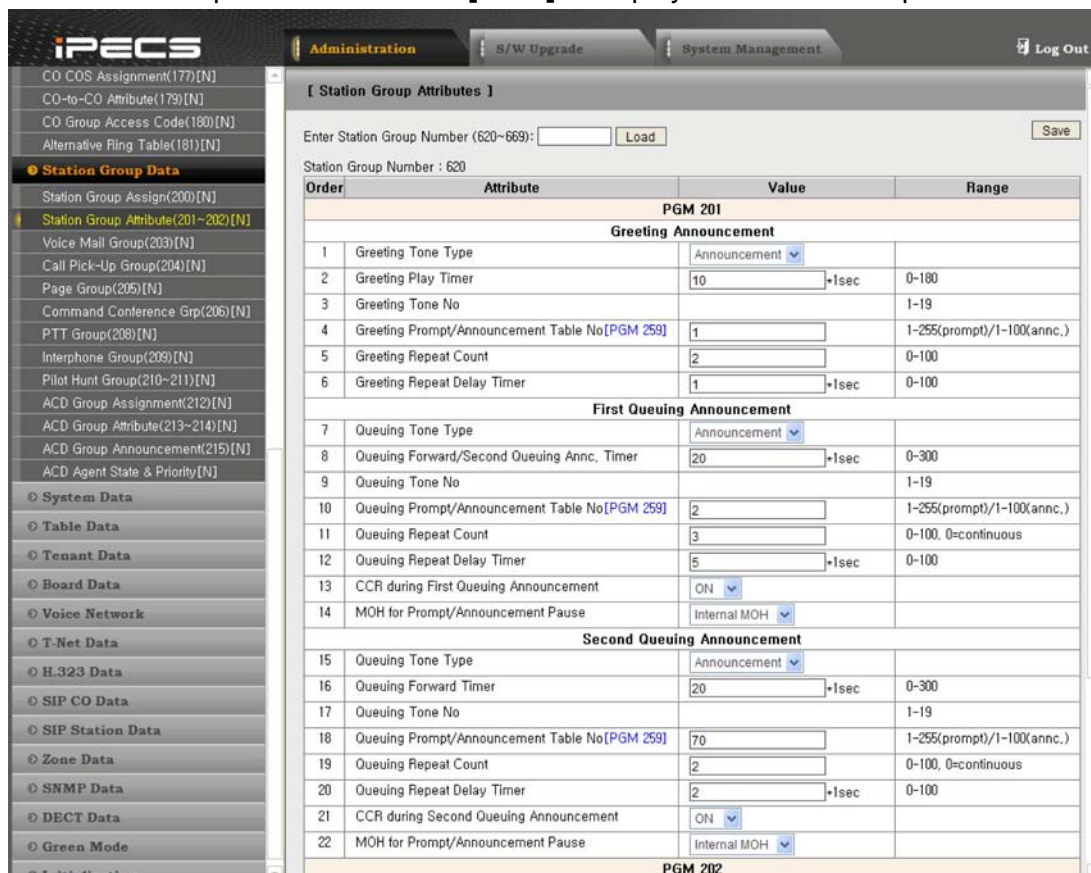 iPECS
Administration
S/W Upgrade
System Management
Log Out
CO COS Assignment(177)[N]
CO-to-CO Attribute(179)[N]
CO Group Access Code(180)[N]
Alternative Ring Table(181)[N]
Station Group Data
Station Group Assign(200)[N]
Station Group Attribute(201~202)[N]
Voice Mail Group(203)[N]
Call Pick-Up Group(204)[N]
Page Group(205)[N]
Command Conference Grp(206)[N]
PTT Group(208)[N]
Interphone Group(209)[N]
Pilot Hunt Group(210~211)[N]
ACD Group Assignment(212)[N]
ACD Group Attribute(213~214)[N]
ACD Group Announcement(215)[N]
ACD Agent State & Priority[N]
System Data
Table Data
Tenant Data
Board Data
Voice Network
T-Net Data
H.323 Data
SIP CO Data
SIP Station Data
Zone Data
SNMP Data
DECT Data
Green Mode
[ Station Group Attributes ]
Enter Station Group Number (620~669): Load Save
Station Group Number : 620
Order Attribute Value Range
PGM 201
Greeting Announcement
1 Greeting Tone Type Announcement
2 Greeting Play Timer 10 *1sec 0-180
3 Greeting Tone No 1-19
4 Greeting Prompt/Announcement Table No[PGM 259] 1 1-255(prompt)/1-100(annc.)
5 Greeting Repeat Count 2 0-100
6 Greeting Repeat Delay Timer 1 *1sec 0-100
First Queuing Announcement
7 Queuing Tone Type Announcement
8 Queuing Forward/Second Queuing Annc. Timer 20 *1sec 0-300
9 Queuing Tone No 1-19
10 Queuing Prompt/Announcement Table No[PGM 259] 2 1-255(prompt)/1-100(annc.)
11 Queuing Repeat Count 3 0-100, 0=continuous
12 Queuing Repeat Delay Timer 5 *1sec 0-100
13 CCR during First Queuing Announcement ON
14 MOH for Prompt/Announcement Pause Internal MOH
Second Queuing Announcement
15 Queuing Tone Type Announcement
16 Queuing Forward Timer 20 *1sec 0-300
17 Queuing Tone No 1-19
18 Queuing Prompt/Announcement Table No[PGM 259] 70 1-255(prompt)/1-100(annc.)
19 Queuing Repeat Count 2 0-100, 0=continuous
20 Queuing Repeat Delay Timer 2 *1sec 0-100
21 CCR during Second Queuing Announcement ON
22 MOH for Prompt/Announcement Pause Internal MOH
PGM 202